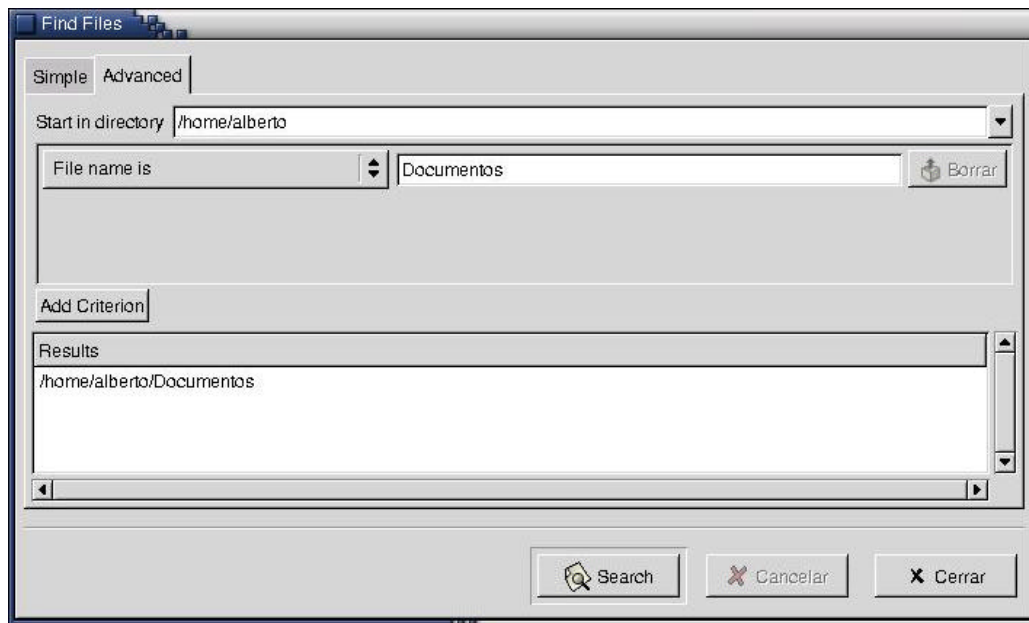 Find Files
Simple Advanced
Start in directory /home/alberto
File name is Documentos Borrar
Add Criterion
Results
/home/alberto/Documentos
Search Cancelar Cerrar